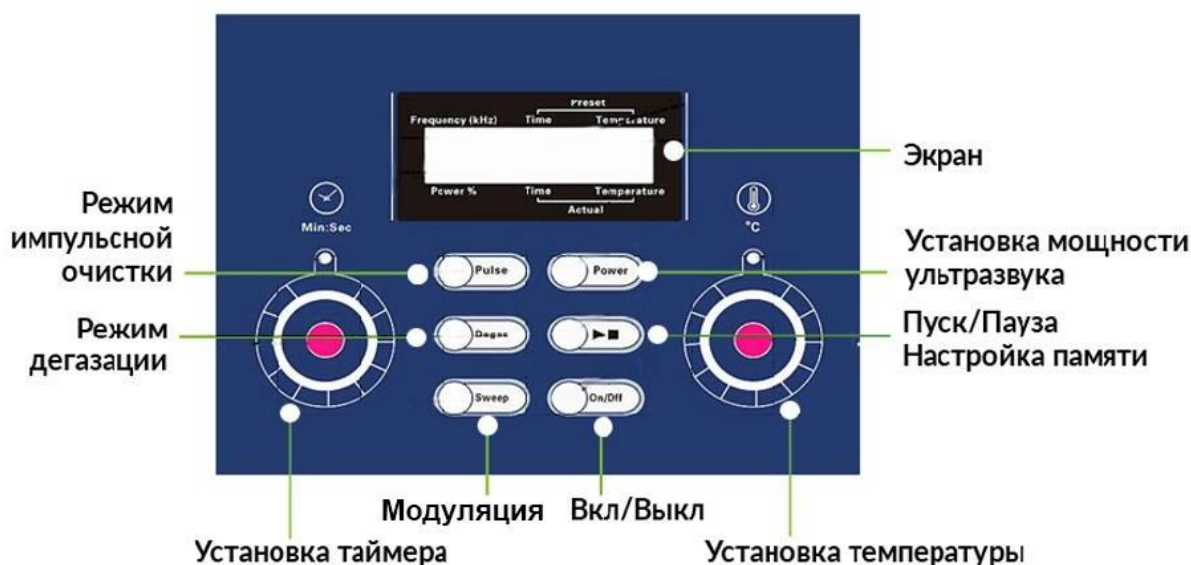 Preset
Frequency (kHz) Time Temperature
Экран
Power % Time Temperature
Actual
Min:Sec
°C
Режим
импульсной
очистки
Pulse
Power
Установка мощности
ультразвука
Режим
дегазации
Degas
Пуск/Пауза
Настройка памяти
Sweep
On/Off
Модуляция
Вкл/Выкл
Установка таймера
Установка температуры